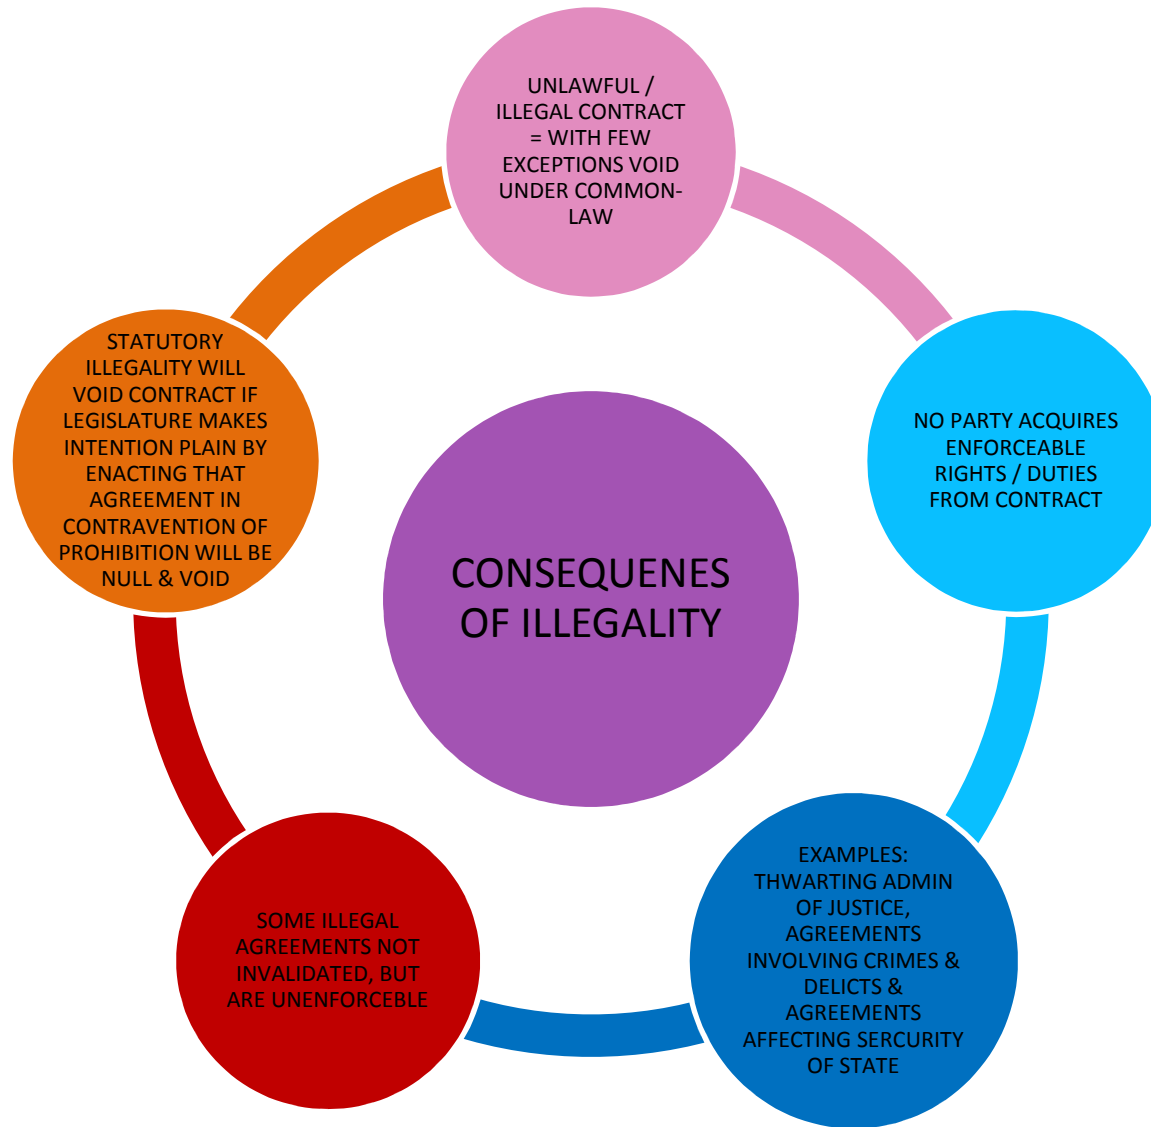 UNLAWFUL /
ILLEGAL CONTRACT
= WITH FEW
EXCEPTIONS VOID
UNDER COMMON-
LAW
NO PARTY ACQUIRES
ENFORCEABLE
RIGHTS / DUTIES
FROM CONTRACT
EXAMPLES:
THWARTING ADMIN
OF JUSTICE,
AGREEMENTS
INVOLVING CRIMES &
DELICTS &
AGREEMENTS
AFFECTING SERCURITY
OF STATE
SOME ILLEGAL
AGREEMENTS NOT
INVALIDATED, BUT
ARE UNENFORCEBLE
STATUTORY
ILLEGALITY WILL
VOID CONTRACT IF
LEGISLATURE MAKES
INTENTION PLAIN BY
ENACTING THAT
AGREEMENT IN
CONTRAVENTION OF
PROHIBITION WILL BE
NULL & VOID
CONSEQUENES
OF ILLEGALITY